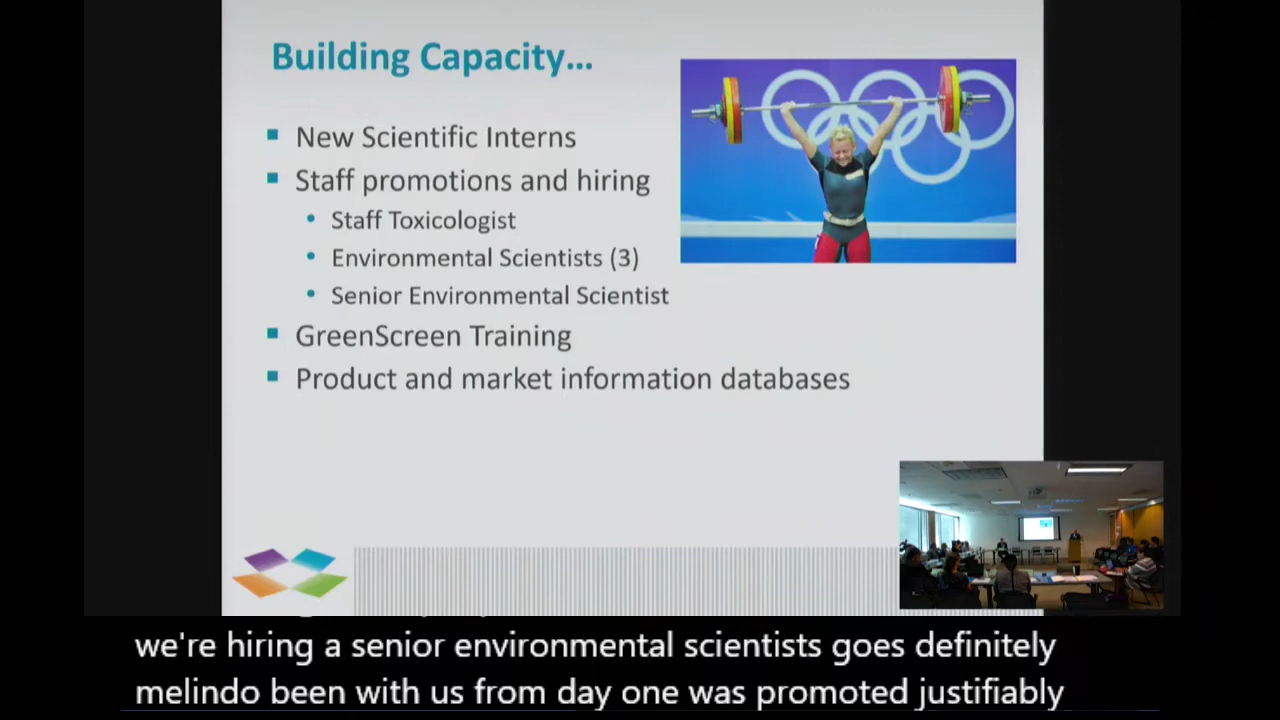 Building Capacity...
New Scientific Interns
Staff promotions and hiring
Staff Toxicologist
Environmental Scientists (3)
Senior Environmental Scientist
GreenScreen Training
Product and market information databases
we're hiring a senior environmental scientists goes definitely
melindo been with us from day one was promoted justifiably